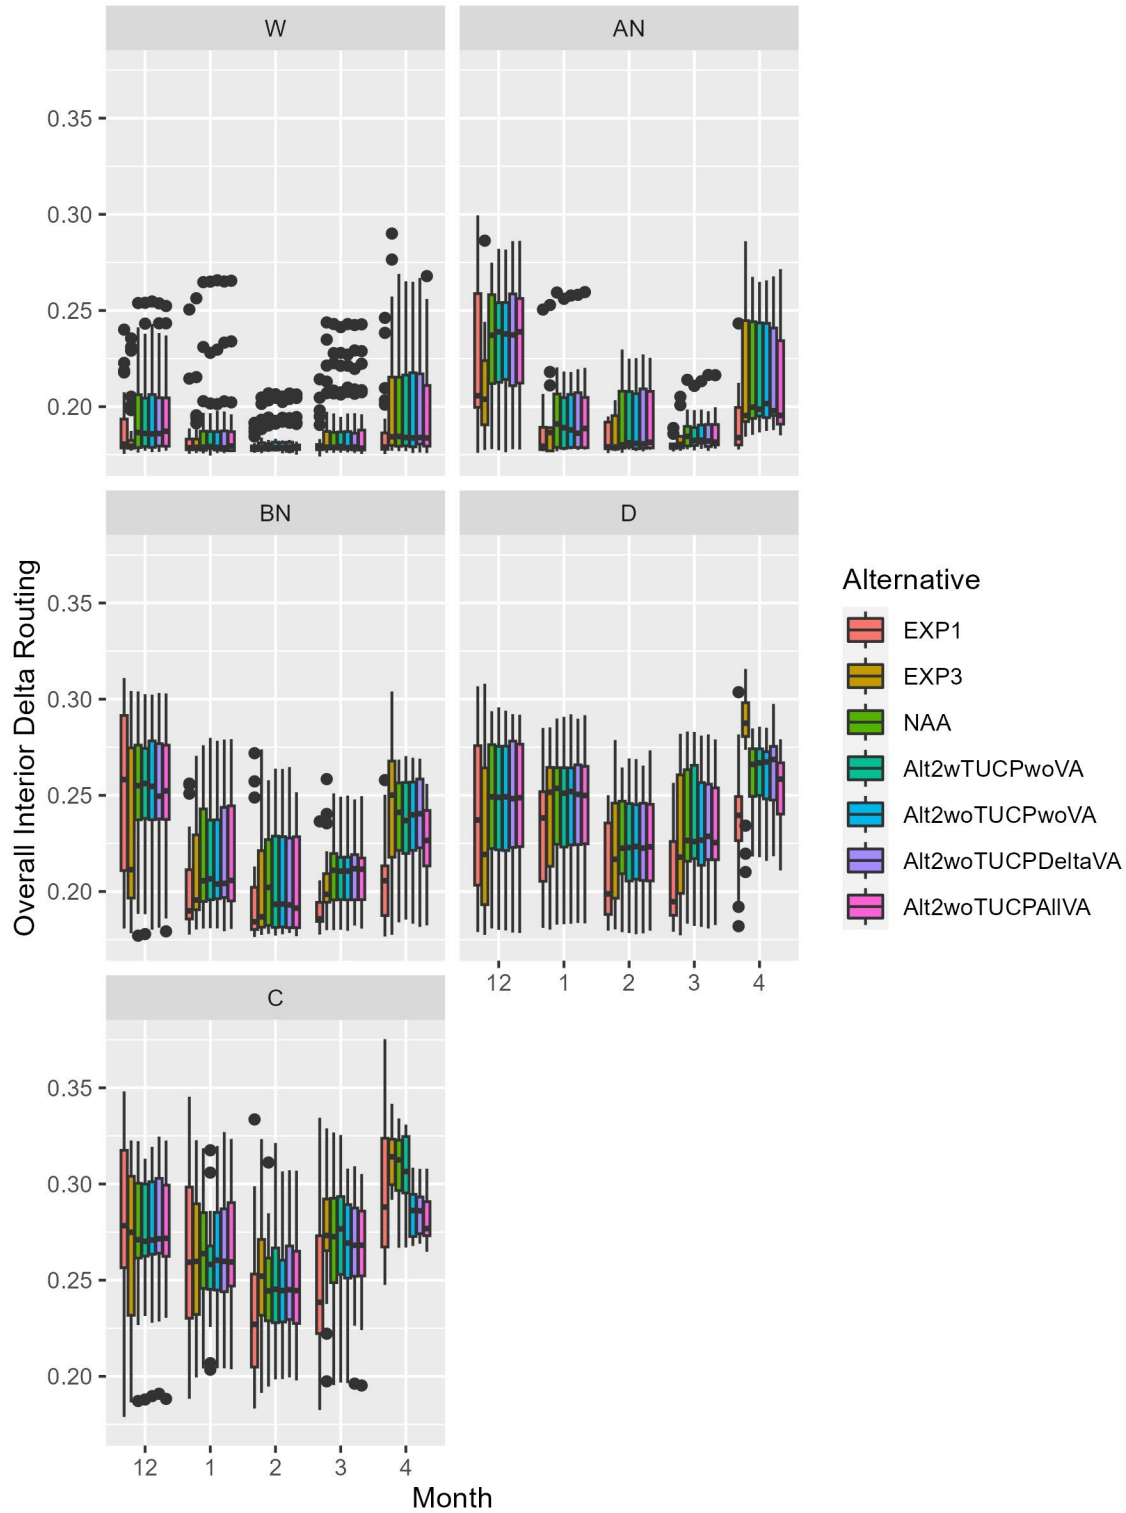 W
AN
0.35
0.30
0.25
0.20
BN
D
0.35
0.30
0.25
0.20
12 1 2 3 4
C
0.35
0.30
0.25
0.20
12 1 2 3 4
Month
Overall Interior Delta Routing
Alternative
EXP1
EXP3
NAA
Alt2wTUCPwoVA
Alt2woTUCPwoVA
Alt2woTUCPDeltaVA
Alt2woTUCPAllVA